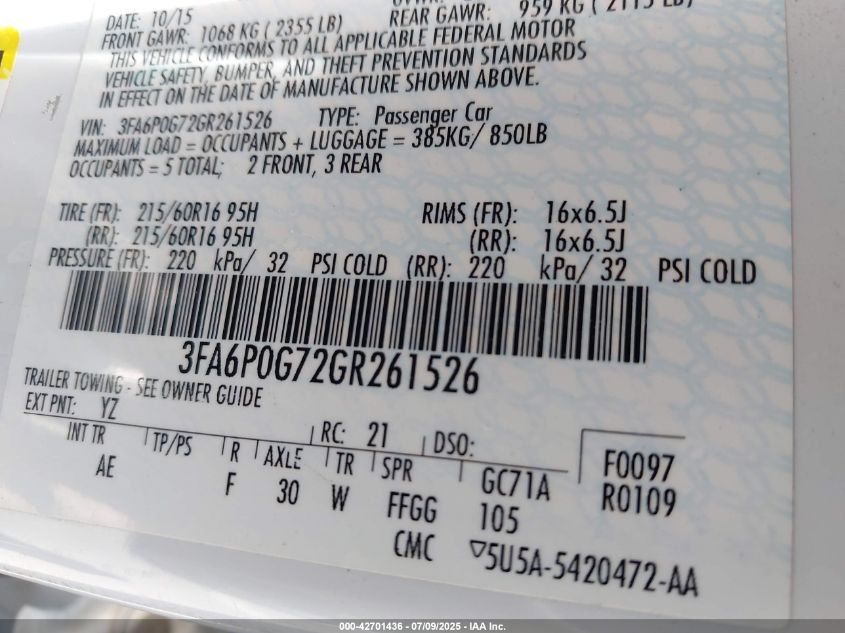 DATE: 10/15
FRONT GAWR: 1068 KG ( 2355 LB) REAR GAWR: 959 KG ( 2115 LB)
THIS VEHICLE CONFORMS TO ALL APPLICABLE FEDERAL MOTOR
VEHICLE SAFETY, BUMPER, AND THEFT PREVENTION STANDARDS
IN EFFECT ON THE DATE OF MANUFACTURE SHOWN ABOVE.
VIN: 3FA6P0G72GR261526 TYPE: Passenger Car
MAXIMUM LOAD = OCCUPANTS + LUGGAGE = 385KG/ 850LB
OCCUPANTS = 5 TOTAL; 2 FRONT, 3 REAR
TIRE (FR): 215/60R16 95H RIMS (FR): 16x6.5J
(RR): 215/60R16 95H (RR): 16x6.5J
PRESSURE (FR): 220 kPa/ 32 PSI COLD (RR): 220 kPa/ 32 PSI COLD
3FA6P0G72GR261526
TRAILER TOWING - SEE OWNER GUIDE
EXT PNT: YZ RC: 21 DSO:
INT TR TP/PS R AXLE TR SPR GC71A F0097
AE F 30 W FFGG 105 R0109
CMC ▽5U5A-5420472-AA
000-42701436 - 07/09/2025 - IAA Inc.